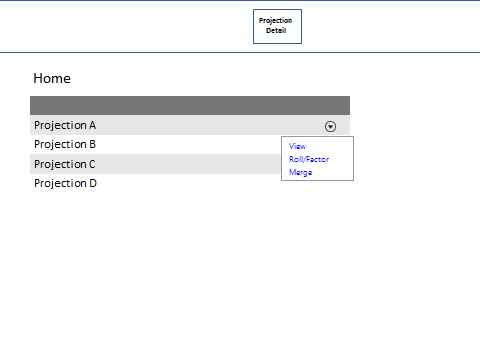 Projection
Detail
Home
Projection A
Projection B
View
Roll/Factor
Projection C
Merge
Projection D